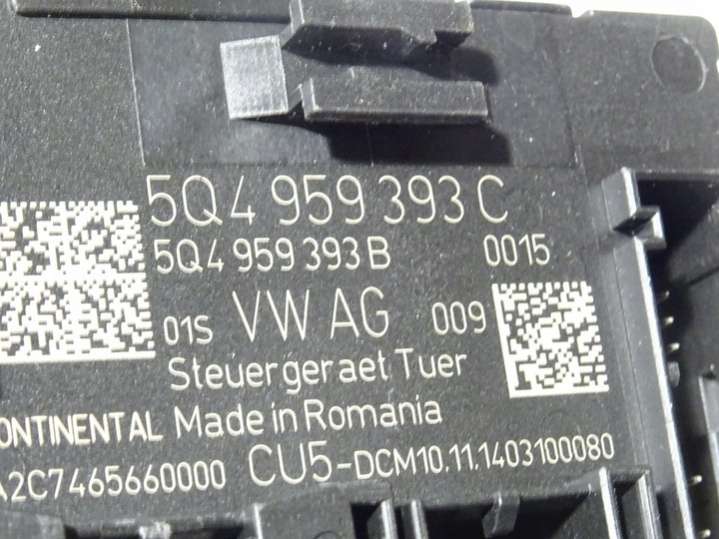 5Q4 959 393 C
5Q4 959 393 B 0015
01S VW AG 009
Steuergeraet Tuer
ONTINENTAL Made in Romania
A2C7465660000 CU5-DCM10.11.1403100080